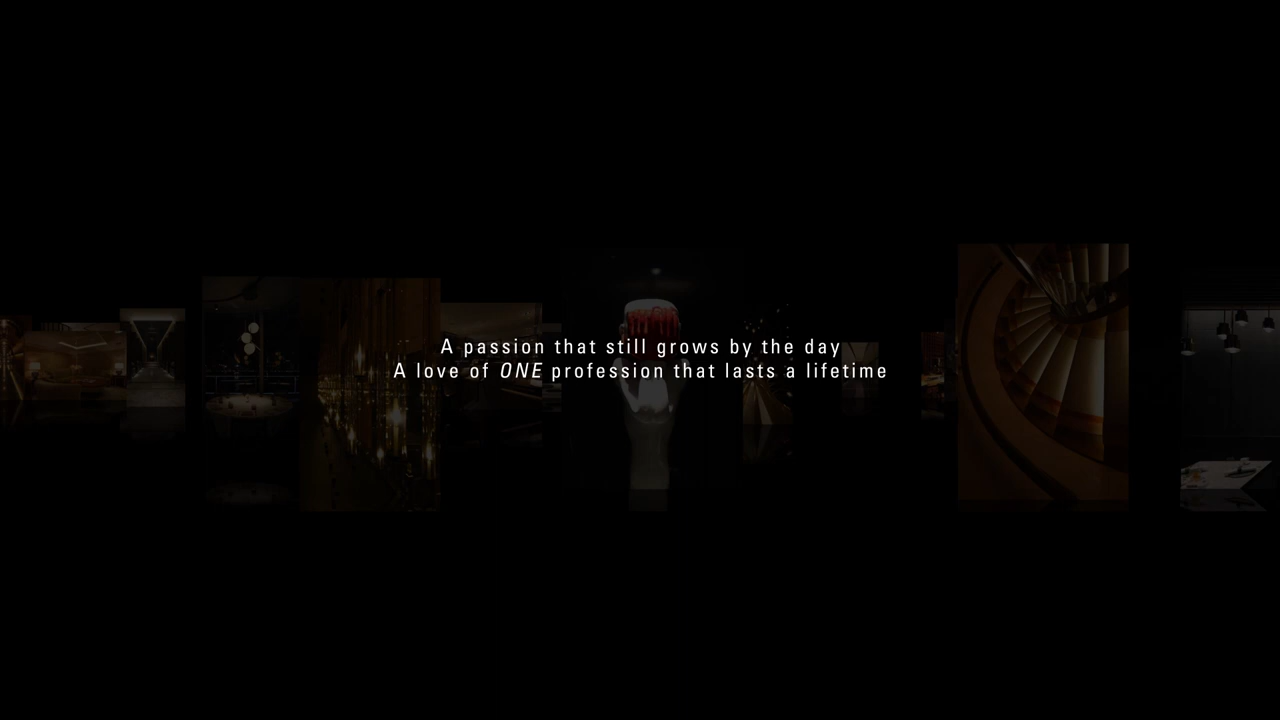 A passion that still grows by the day
A love of ONE profession that lasts a lifetime